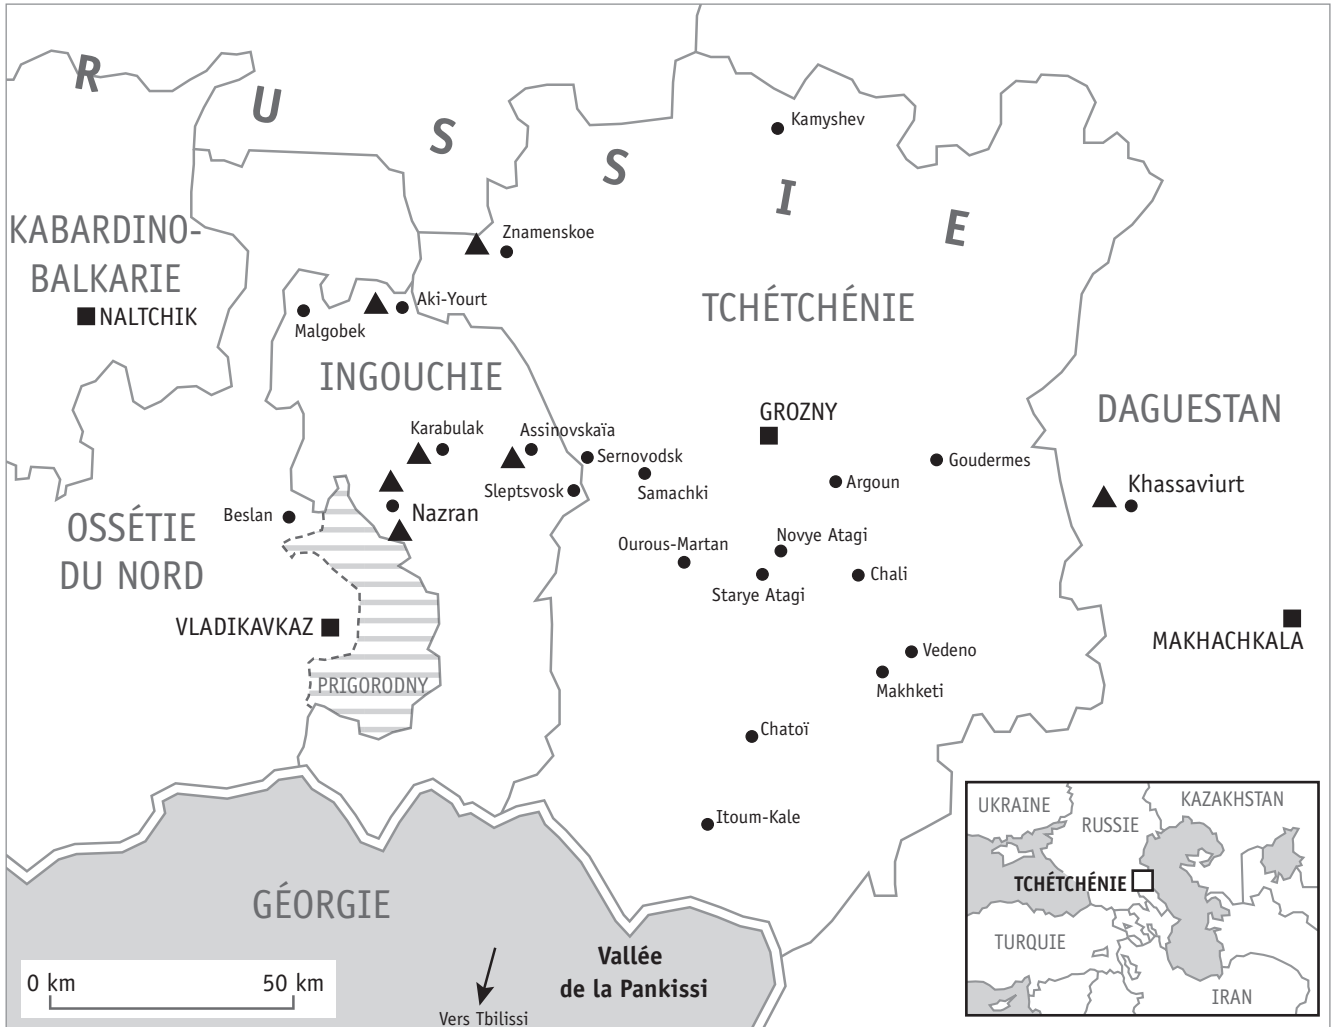 RUSSIE
Kamyshev
KABARDINO-
BALKARIE
NALTCHIK
Znamenskoe
Aki-Yourt
Malgobek
TCHÉTCHÉNIE
INGOUCHIE
GROZNY
DAGUESTAN
Karabulak
Assinovskaïa
Sernovodsk
Samachki
Sleptsvosk
Goudermes
Argoun
Khassaviurt
Beslan
Nazran
OSSÉTIE
DU NORD
Ourous-Martan
Novye Atagi
Starye Atagi
Chali
VLADIKAVKAZ
MAKHACHKALA
PRIGORODNY
Vedeno
Makhketi
Chatoï
Itoum-Kale
GÉORGIE
Vallée
de la Pankissi
Vers Tbilissi
0 km
50 km
UKRAINE
KAZAKHSTAN
RUSSIE
TCHÉTCHÉNIE
TURQUIE
IRAN